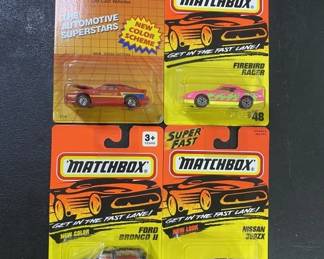 THE
AUTOMOTIVE
SUPERSTARS
NEW
COLOR
SCHEME
MATCHBOX
GET IN THE FAST LANE!
FIREBIRD
RACER
48
MATCHBOX
3+
GET IN THE FAST LANE!
NEW COLOR
FORD
BRONCO II
SUPER
FAST
MATCHBOX
GET IN THE FAST LANE!
NEW LOOK
NISSAN
300ZX